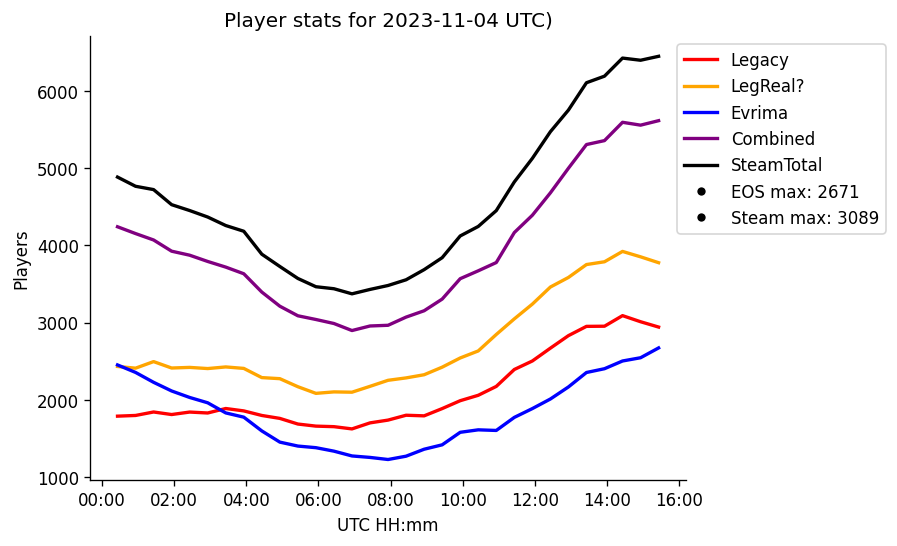 Player stats for 2023-11-04 UTC)
Legacy
LegReal?
Evrima
Combined
SteamTotal
EOS max: 2671
Steam max: 3089
Players
6000
5000
4000
3000
2000
1000
00:00 02:00 04:00 06:00 08:00 10:00 12:00 14:00 16:00
UTC HH:mm